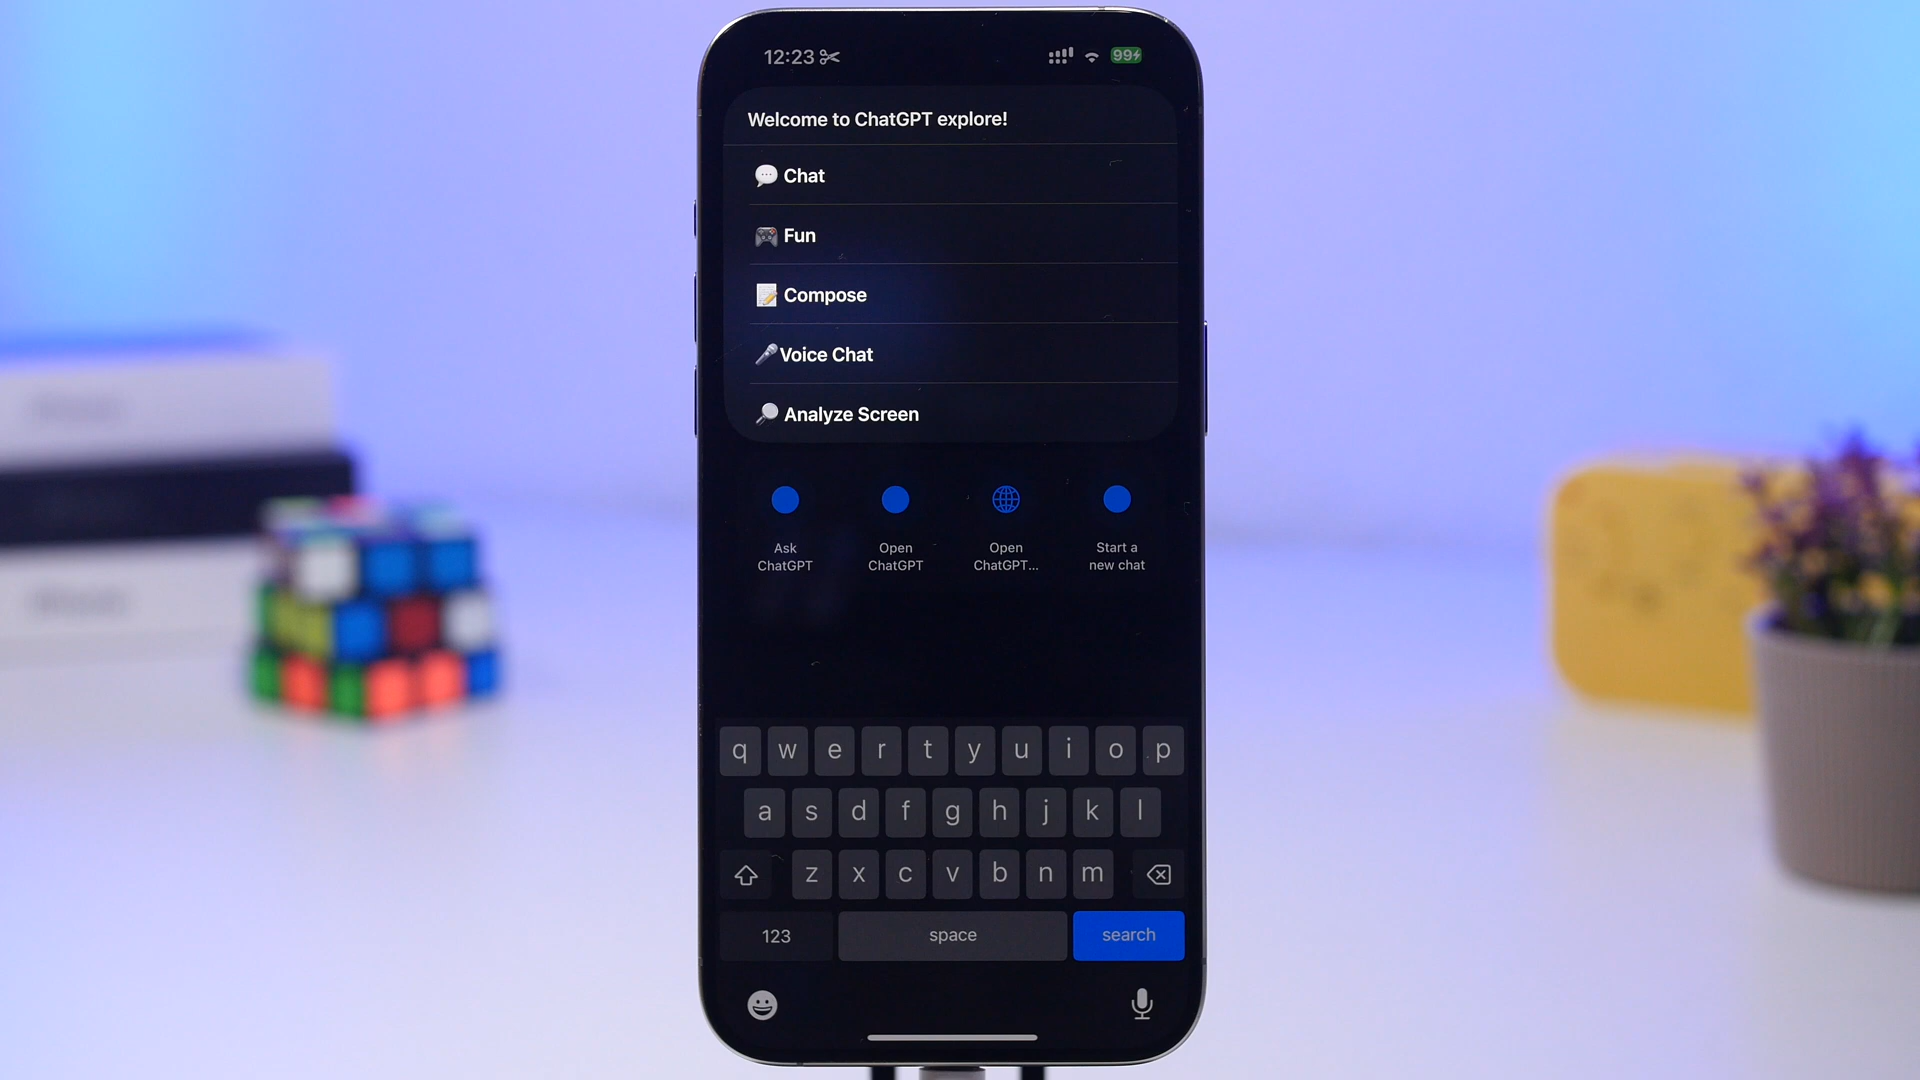 12:23
99
Welcome to ChatGPT explore!
Chat
Fun
Compose
Voice Chat
Analyze Screen
Ask
ChatGPT
Open
ChatGPT
Open
ChatGPT...
Start a
new chat
q w e r t y u i o p
a s d f g h j k l
z x c v b n m
123 space search